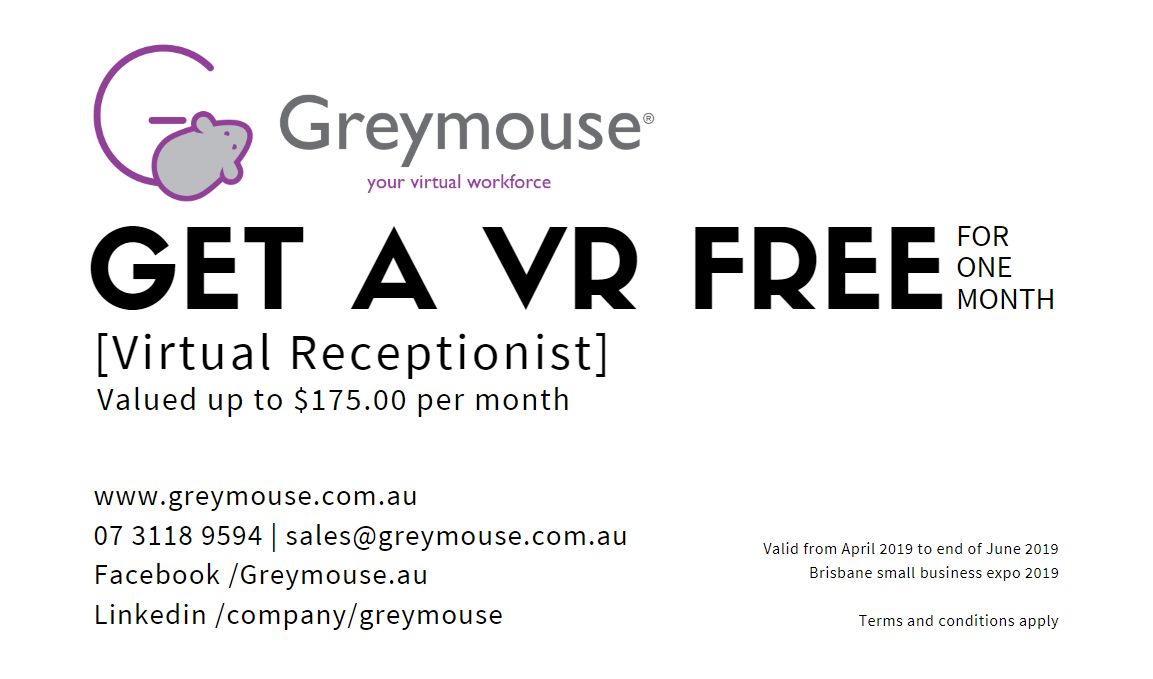 Greymouse®
your virtual workforce
GET A VR FREE
FOR
ONE
MONTH
[Virtual Receptionist]
Valued up to $175.00 per month
www.greymouse.com.au
07 3118 9594 | sales@greymouse.com.au
Facebook /Greymouse.au
Linkedin /company/greymouse
Valid from April 2019 to end of June 2019
Brisbane small business expo 2019
Terms and conditions apply